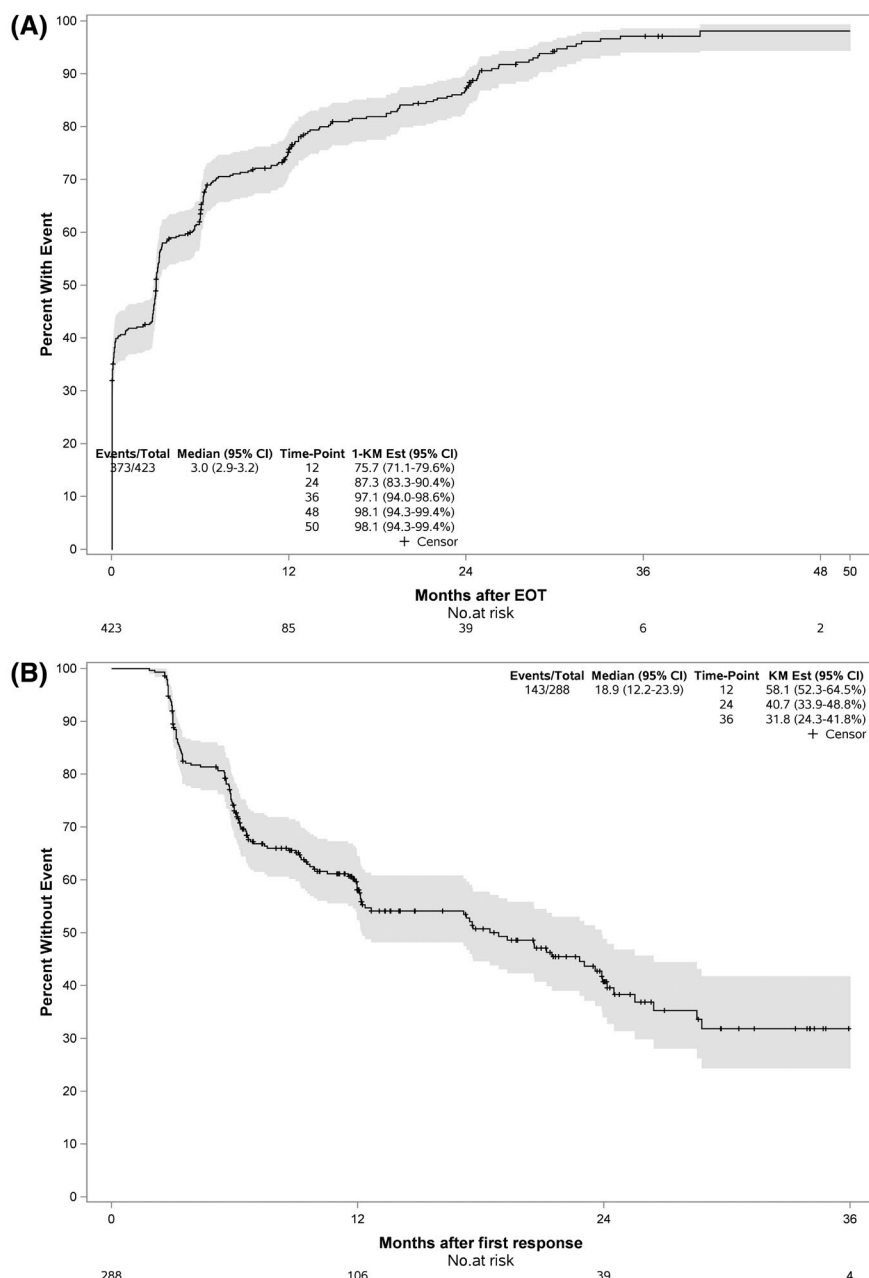 (A)
100
90
80
70
60
50
40
30
20
10
0
Percent With Event
Events/Total Median (95% CI) Time-Point 1-KM Est (95% CI)
373/423 3.0 (2.9-3.2) 12 75.7 (71.1-79.6%)
24 87.3 (83.3-90.4%)
36 97.1 (94.0-98.6%)
48 98.1 (94.3-99.4%)
50 98.1 (94.3-99.4%)
+ Censor
0 12 24 36 48 50
Months after EOT
No.at risk
423 85 39 6 2
(B)
100
90
80
70
60
50
40
30
20
10
0
Percent Without Event
Events/Total Median (95% CI) Time-Point KM Est (95% CI)
143/288 18.9 (12.2-23.9) 12 58.1 (52.3-64.5%)
24 40.7 (33.9-48.8%)
36 31.8 (24.3-41.8%)
+ Censor
0 12 24 36
Months after first response
No.at risk
288 106 39 4